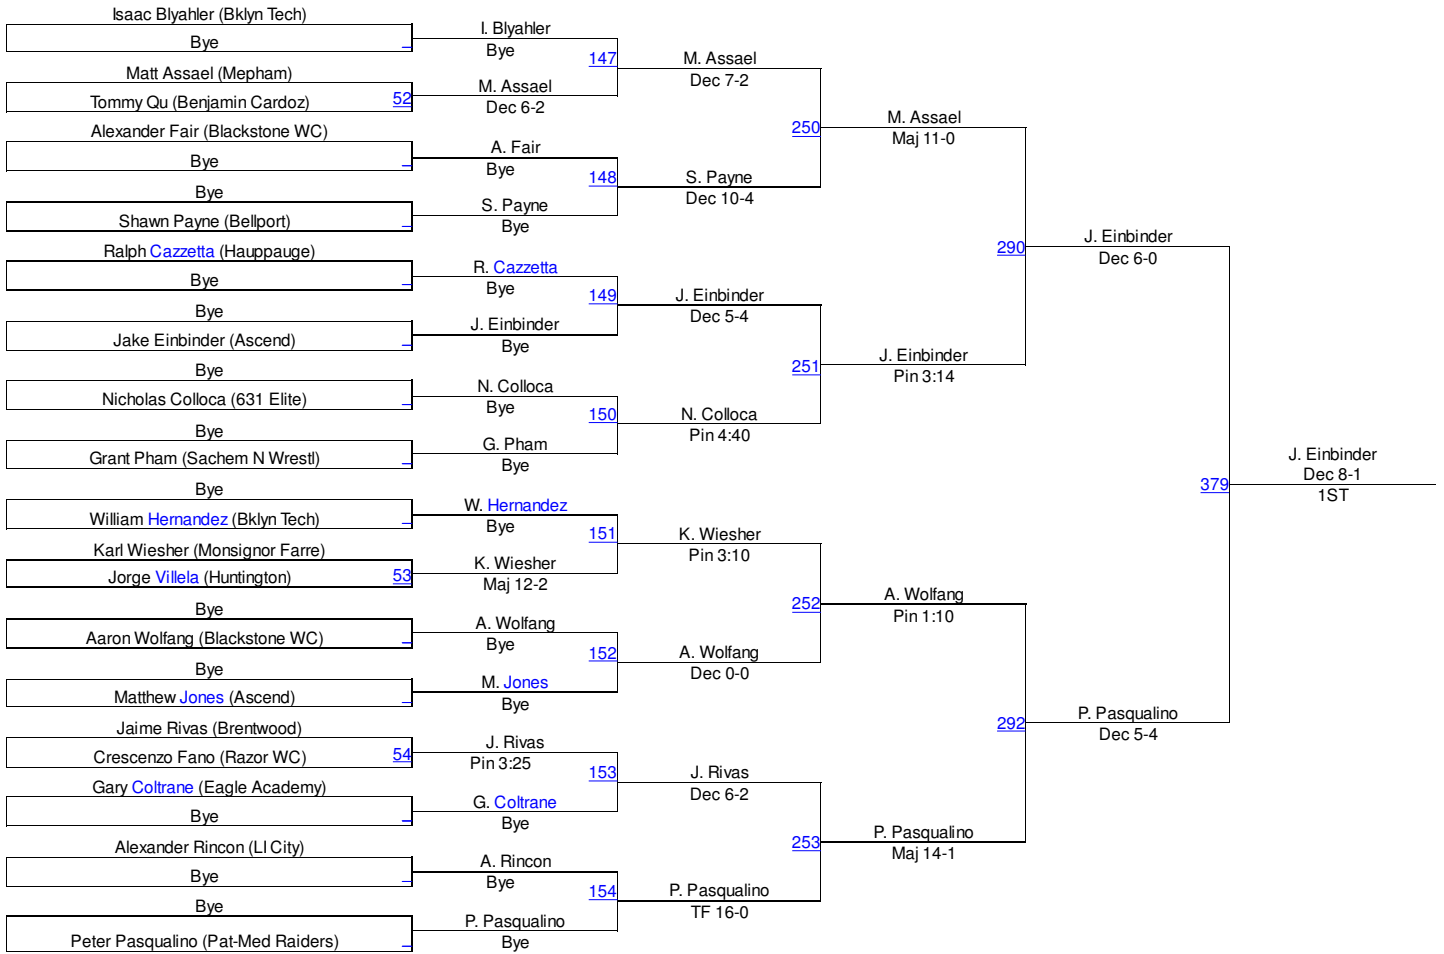 Isaac Blyahler (Bklyn Tech)
Bye
Matt Assael (Mepham)
Tommy Qu (Benjamin Cardoz)
52
Alexander Fair (Blackstone WC)
Bye
Bye
Shawn Payne (Bellport)
Ralph Cazzetta (Hauppauge)
Bye
Bye
Jake Einbinder (Ascend)
Bye
Nicholas Colloca (631 Elite)
Bye
Grant Pham (Sachem N Wrestl)
Bye
William Hernandez (Bklyn Tech)
Karl Wiesher (Monsignor Farre)
Jorge Villela (Huntington)
53
Bye
Aaron Wolfang (Blackstone WC)
Bye
Matthew Jones (Ascend)
Jaime Rivas (Brentwood)
Crescenzo Fano (Razor WC)
54
Gary Coltrane (Eagle Academy)
Bye
Alexander Rincon (LI City)
Bye
Bye
Peter Pasqualino (Pat-Med Raiders)
I. Blyahler
Bye
147
M. Assael
Dec 6-2
A. Fair
Bye
148
S. Payne
Bye
R. Cazzetta
Bye
149
J. Einbinder
Bye
N. Colloca
Bye
150
G. Pham
Bye
W. Hernandez
Bye
151
K. Wiesher
Maj 12-2
A. Wolfang
Bye
152
M. Jones
Bye
J. Rivas
Pin 3:25
153
G. Coltrane
Bye
A. Rincon
Bye
154
P. Pasqualino
Bye
M. Assael
Dec 7-2
250
S. Payne
Dec 10-4
J. Einbinder
Dec 5-4
251
N. Colloca
Pin 4:40
K. Wiesher
Pin 3:10
252
A. Wolfang
Dec 0-0
J. Rivas
Dec 6-2
253
P. Pasqualino
TF 16-0
M. Assael
Maj 11-0
290
J. Einbinder
Pin 3:14
A. Wolfang
Pin 1:10
292
P. Pasqualino
Maj 14-1
J. Einbinder
Dec 6-0
379
P. Pasqualino
Dec 5-4
J. Einbinder
Dec 8-1
1ST